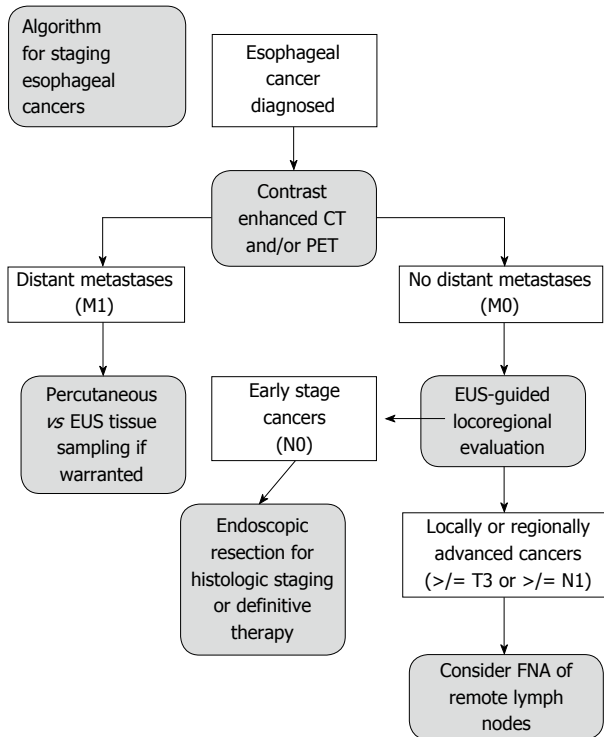 Algorithm
for staging
esophageal
cancers
Esophageal
cancer
diagnosed
Contrast
enhanced CT
and/or PET
Distant metastases
(M1)
No distant metastases
(M0)
Percutaneous
vs EUS tissue
sampling if
warranted
Early stage
cancers
(N0)
EUS-guided
locoregional
evaluation
Endoscopic
resection for
histologic staging
or definitive
therapy
Locally or regionally
advanced cancers
(>/= T3 or >/= N1)
Consider FNA of
remote lymph
nodes